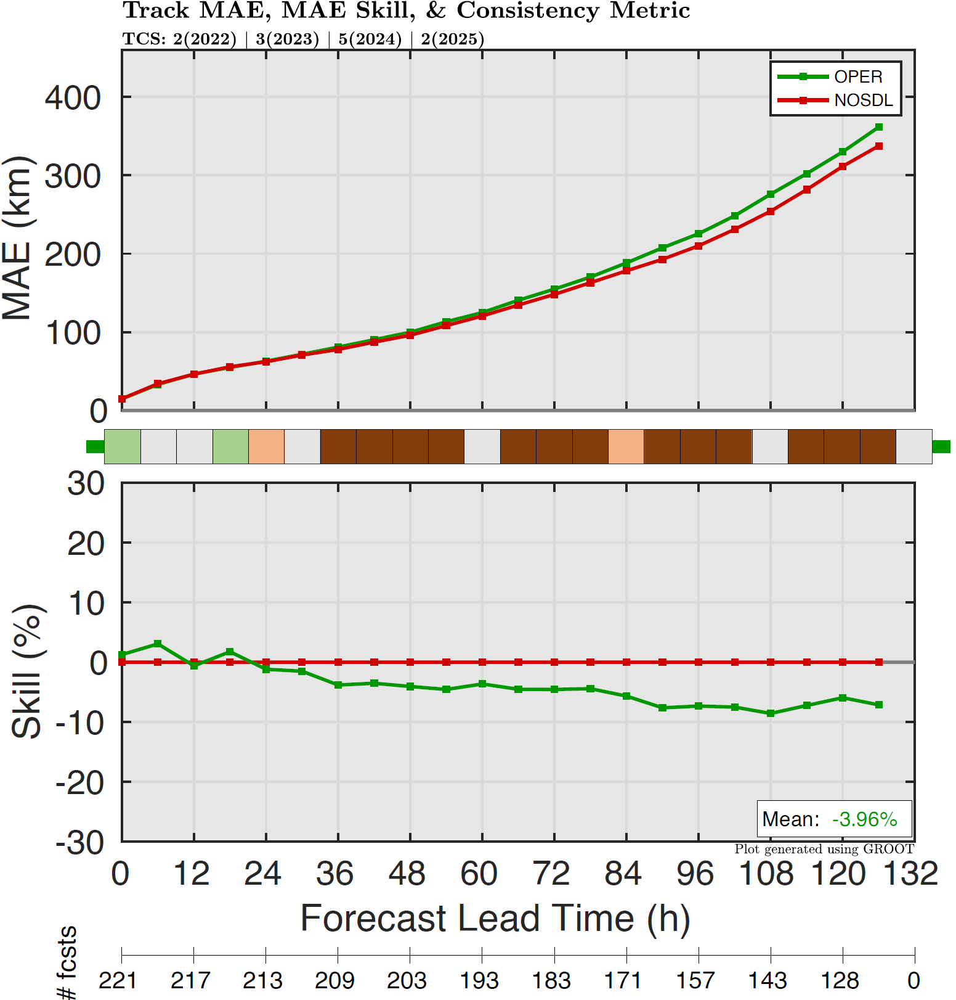 Track MAE, MAE Skill, & Consistency Metric
TCS: 2(2022) | 3(2023) | 5(2024) | 2(2025)
OPER
NOSDL
MAE (km)
400
300
200
100
0
Skill (%)
30
20
10
0
-10
-20
-30
Mean: -3.96%
Plot generated using GROOT
0 12 24 36 48 60 72 84 96 108 120 132
Forecast Lead Time (h)
# fcsts
221 217 213 209 203 193 183 171 157 143 128 0